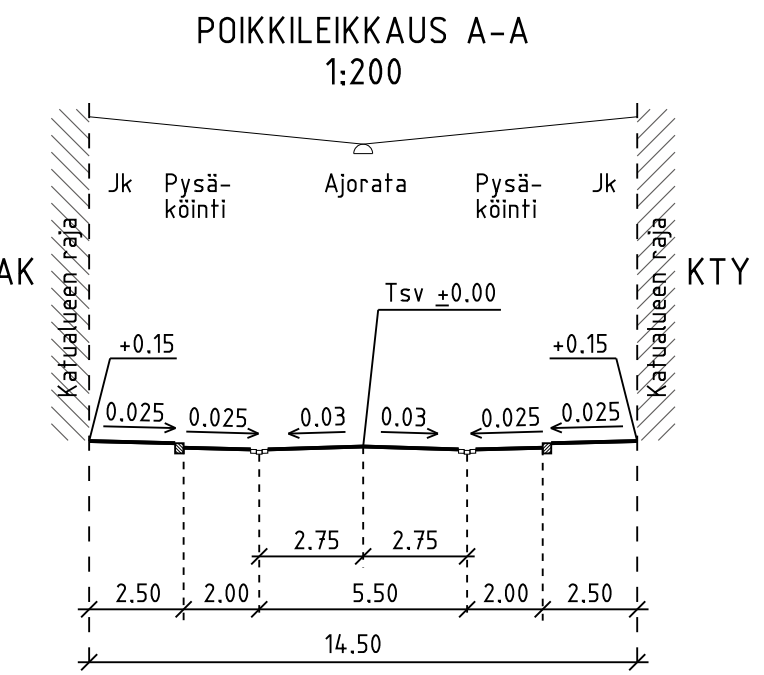 POIKKILEIKKAUS A-A
1:200
Jk
Pysä-
köinti
Ajorata
Pysä-
köinti
Jk
Katualueen raja
Katualueen raja
AK
KTY
Tsv ±0.00
+0.15
+0.15
0.025
0.025
0.03
0.03
0.025
0.025
2.75
2.75
2.50
2.00
5.50
2.00
2.50
14.50